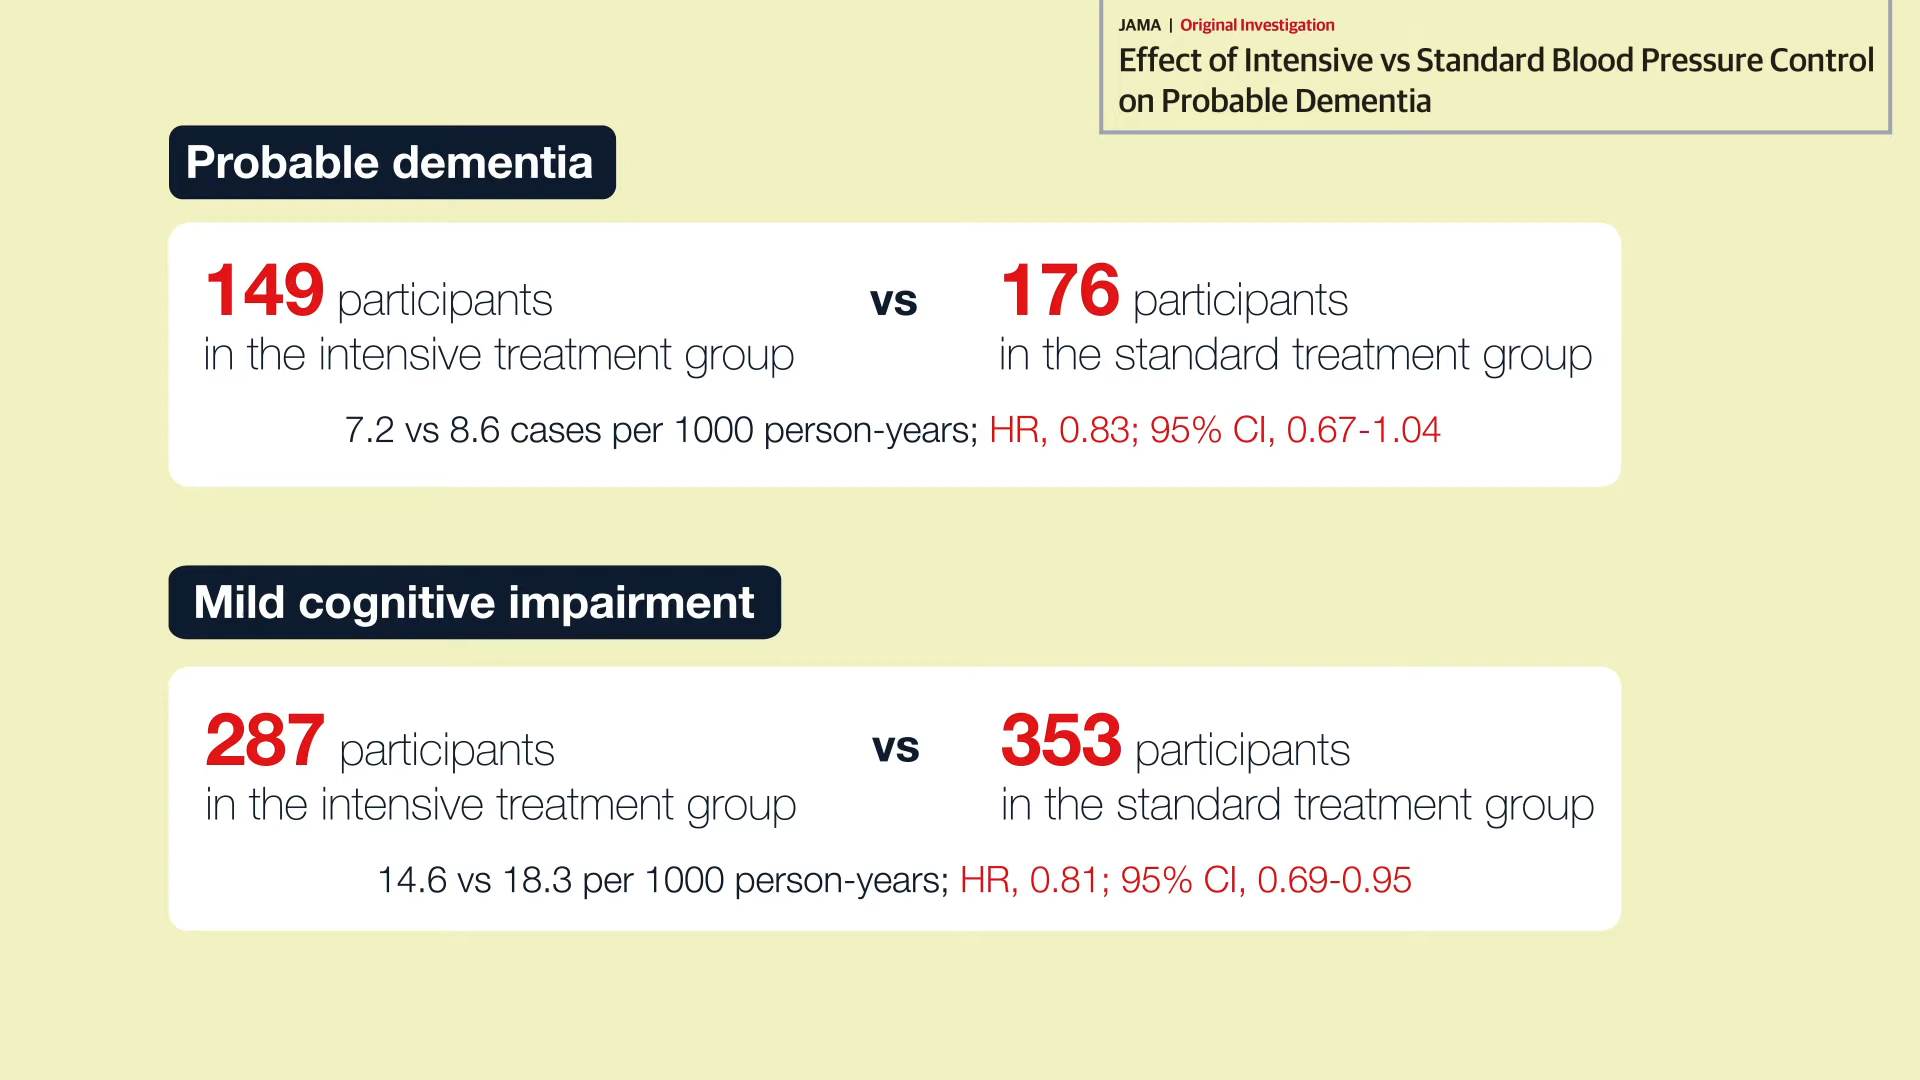 JAMA | Original Investigation
Effect of Intensive vs Standard Blood Pressure Control
on Probable Dementia
Probable dementia
149 participants
in the intensive treatment group
vs
176 participants
in the standard treatment group
7.2 vs 8.6 cases per 1000 person-years; HR, 0.83; 95% CI, 0.67-1.04
Mild cognitive impairment
287 participants
in the intensive treatment group
vs
353 participants
in the standard treatment group
14.6 vs 18.3 per 1000 person-years; HR, 0.81; 95% CI, 0.69-0.95